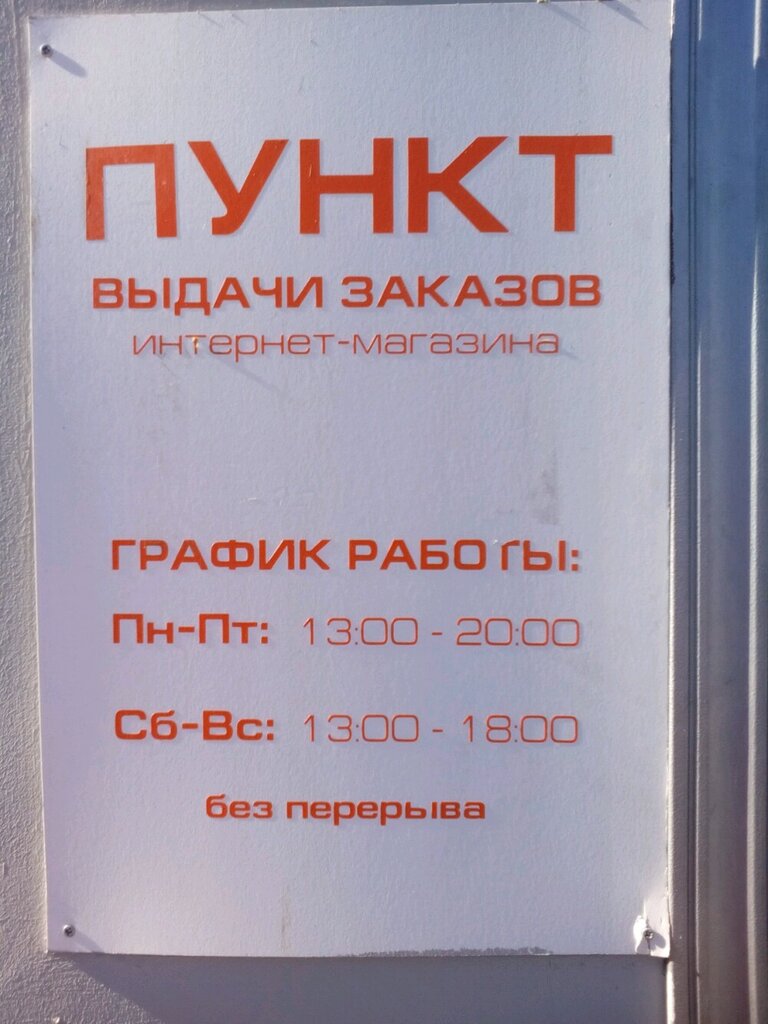 ПУНКТ
ВЫДАЧИ ЗАКАЗОВ
интернет-магазина
ГРАФИК РАБОТЫ:
Пн-Пт: 13:00 - 20:00
Сб-Вс: 13:00 - 18:00
без перерыва